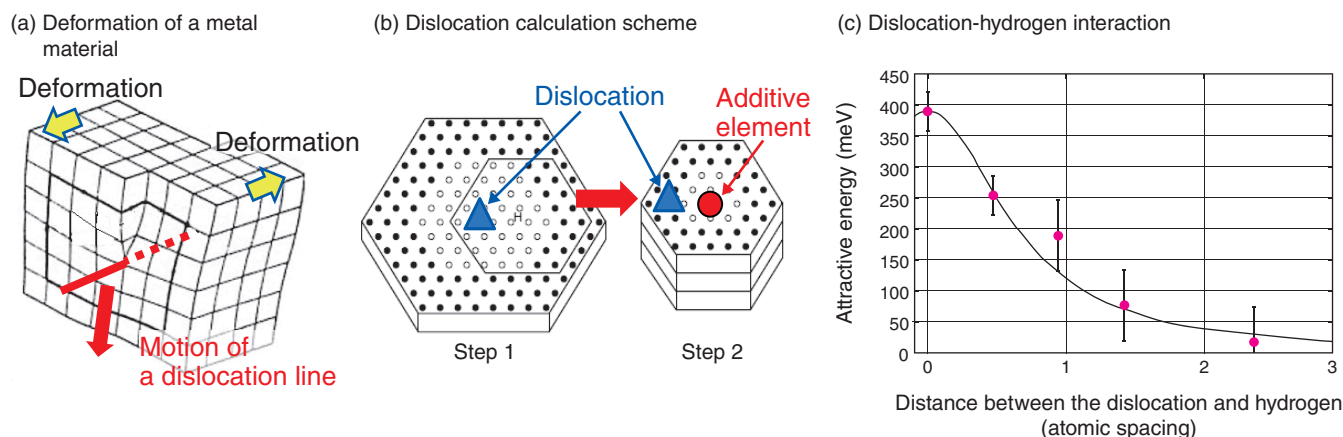 (a) Deformation of a metal
material
Deformation
Deformation
Motion of
a dislocation line
(b) Dislocation calculation scheme
Dislocation
Additive
element
H
Step 1
Step 2
(c) Dislocation-hydrogen interaction
Attractive energy (meV)
450
400
350
300
250
200
150
100
50
0
0
1
2
3
Distance between the dislocation and hydrogen
(atomic spacing)